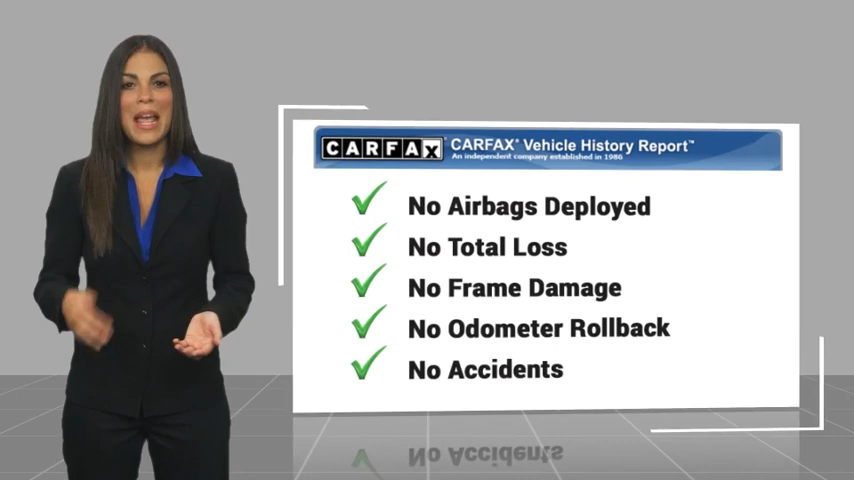 CARFAX CARFAX® Vehicle History Report™
An independent company established in 1986
No Airbags Deployed
No Total Loss
No Frame Damage
No Odometer Rollback
No Accidents
No Accidents